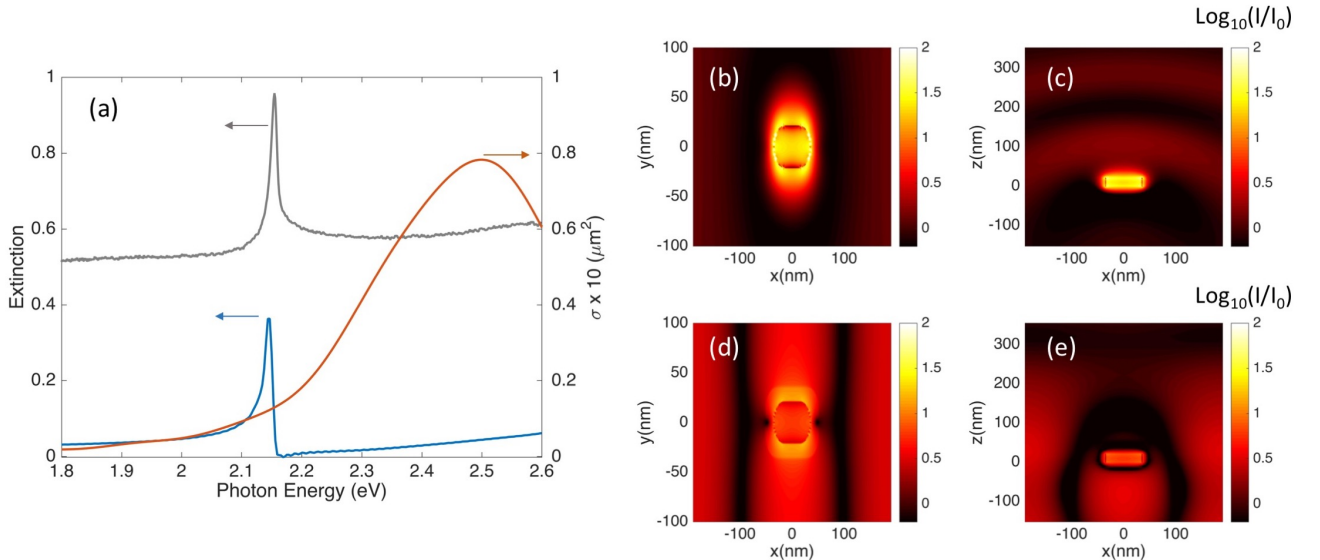 (a)
Extinction
1
0.8
0.6
0.4
0.2
0
1.8 1.9 2 2.1 2.2 2.3 2.4 2.5 2.6
Photon Energy (eV)
1
0.8
0.6
0.4
0.2
0
σ x 10 (μm²)
Log₁₀(I/I₀)
(b)
y(nm)
100
50
0
-50
-100
-100 0 100
x(nm)
2
1.5
1
0.5
0
(c)
z(nm)
300
200
100
0
-100
-100 0 100
x(nm)
2
1.5
1
0.5
0
Log₁₀(I/I₀)
(d)
y(nm)
100
50
0
-50
-100
-100 0 100
x(nm)
2
1.5
1
0.5
0
(e)
z(nm)
300
200
100
0
-100
-100 0 100
x(nm)
2
1.5
1
0.5
0